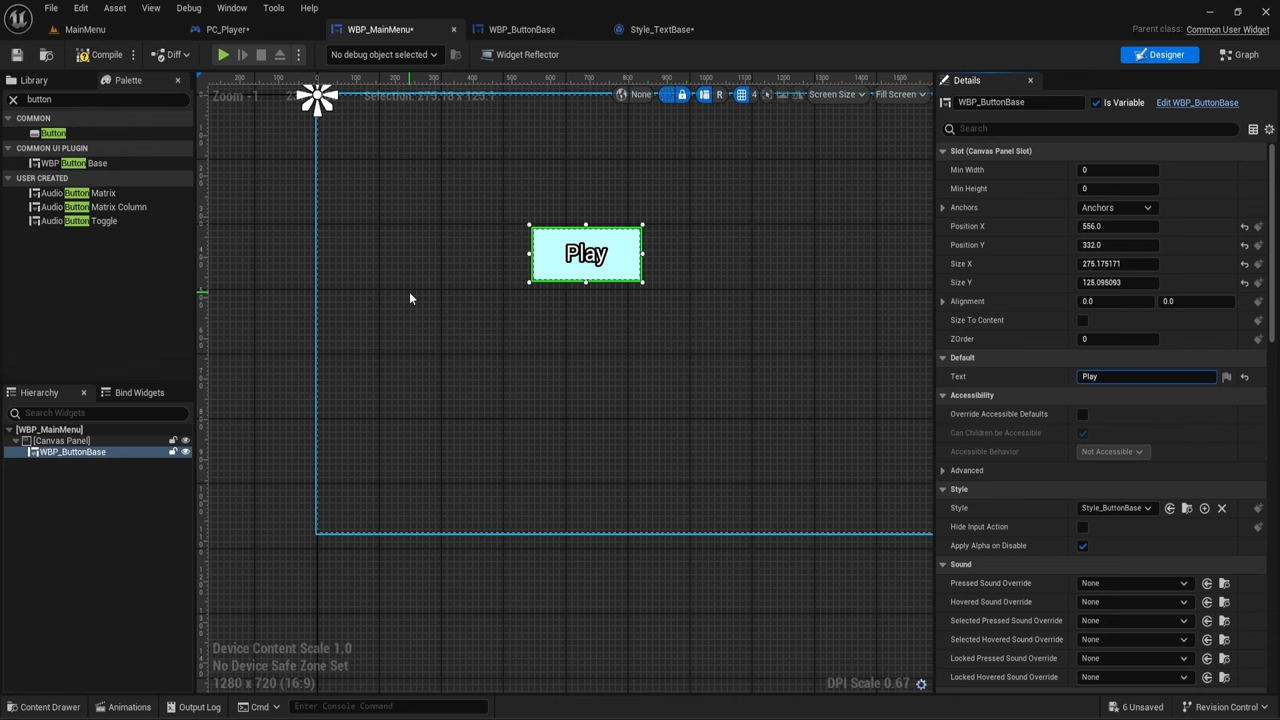 File Edit Asset View Debug Window Tools Help
MainMenu PC_Player• WBP_MainMenu• WBP_ButtonBase Style_TextBase•
Parent class: Common User Widget
Compile Diff No debug object selected Widget Reflector Designer Graph
Library Palette
button
COMMON
Button
COMMON UI PLUGIN
WBP Button Base
USER CREATED
Audio Button Matrix
Audio Button Matrix Column
Audio Button Toggle
Hierarchy Bind Widgets
Search Widgets
[WBP_MainMenu]
[Canvas Panel]
WBP_ButtonBase
Zoom -1
None R 4 Screen Size Fill Screen
Play
Device Content Scale 1.0
No Device Safe Zone Set
1280 x 720 (16:9)
DPI Scale 0.67
Details
WBP_ButtonBase Is Variable Edit WBP_ButtonBase
Search
Slot (Canvas Panel Slot)
Min Width 0
Min Height 0
Anchors Anchors
Position X 556.0
Position Y 332.0
Size X 275.175171
Size Y 125.095093
Alignment 0.0 0.0
Size To Content
ZOrder 0
Default
Text Play
Accessibility
Override Accessible Defaults
Can Children be Accessible
Accessible Behavior Not Accessible
Advanced
Style
Style Style_ButtonBase
Hide Input Action
Apply Alpha on Disable
Sound
Pressed Sound Override None
Hovered Sound Override None
Selected Pressed Sound Override None
Selected Hovered Sound Override None
Locked Pressed Sound Override None
Locked Hovered Sound Override None
Content Drawer Animations Output Log Cmd Enter Console Command
6 Unsaved Revision Control